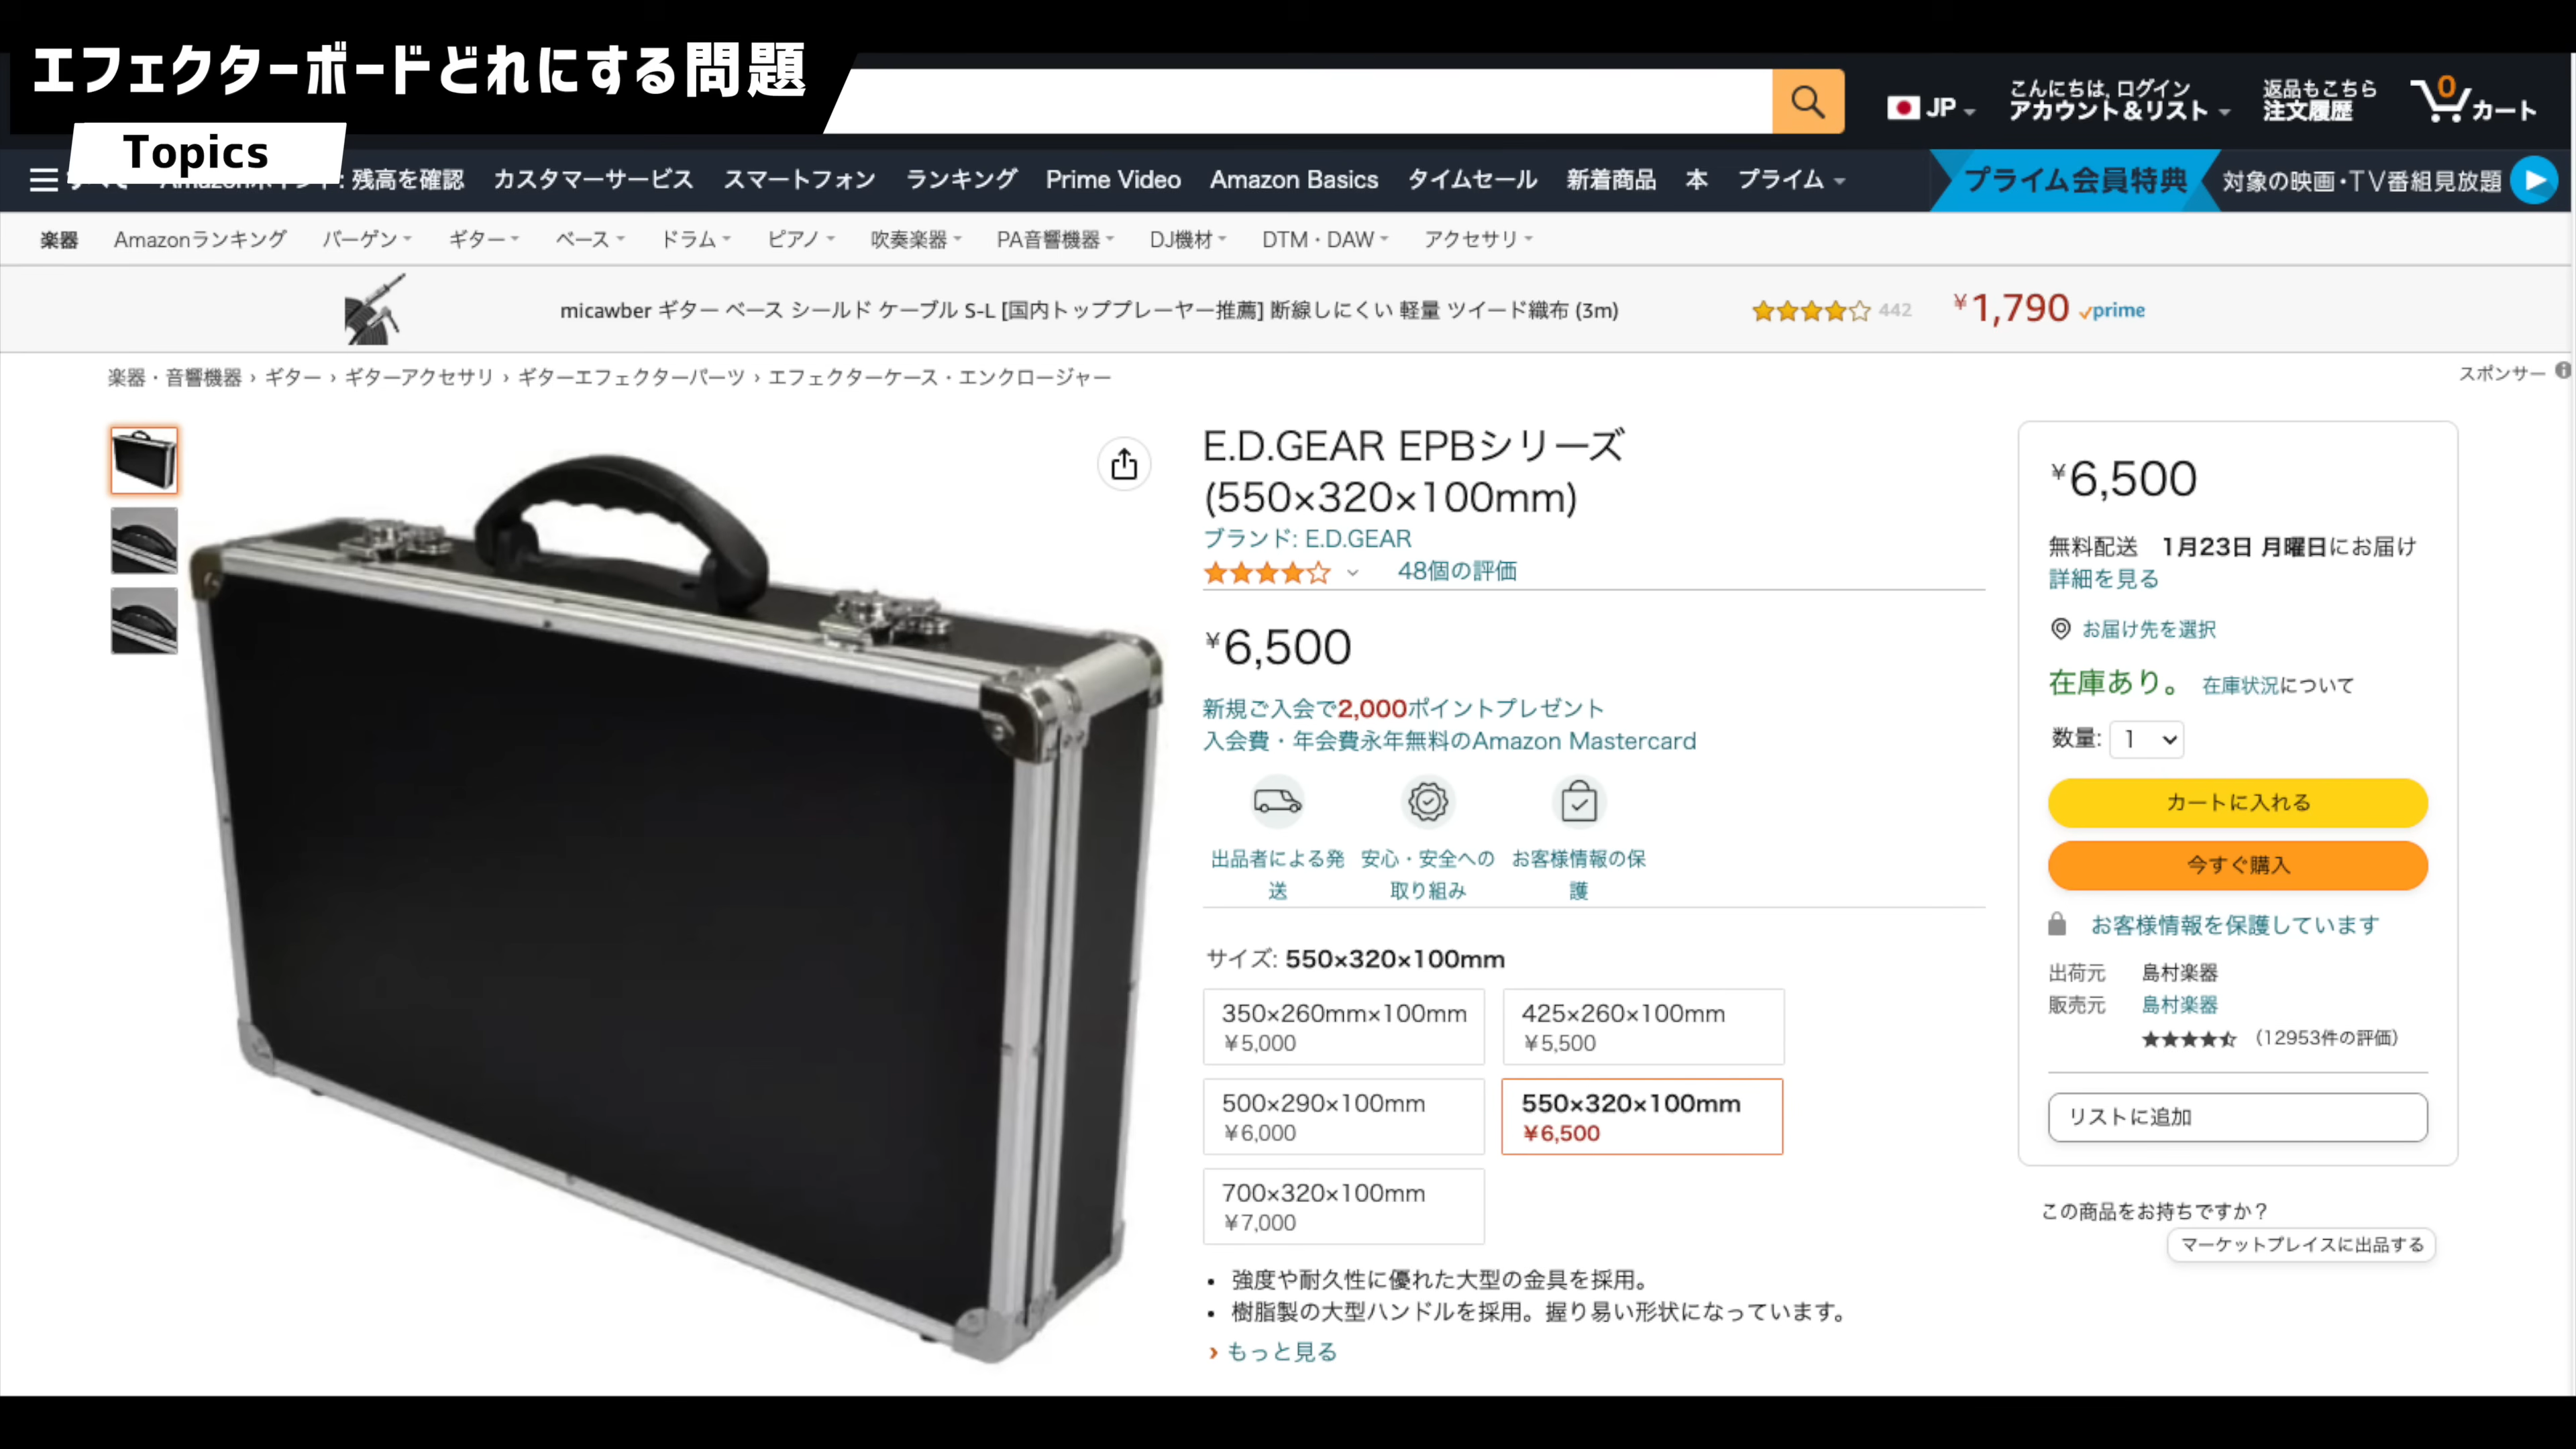 エフェクターボードどれにする問題
Topics
JP
こんにちは, ログイン
アカウント＆リスト
返品もこちら
注文履歴
0
カート
残高を確認
カスタマーサービス
スマートフォン
ランキング
Prime Video
Amazon Basics
タイムセール
新着商品
本
プライム
プライム会員特典
対象の映画・TV番組見放題
楽器
Amazonランキング
バーゲン
ギター
ベース
ドラム
ピアノ
吹奏楽器
PA音響機器
DJ機材
DTM・DAW
アクセサリ
micawber ギター ベース シールド ケーブル S-L [国内トッププレーヤー推薦] 断線しにくい 軽量 ツイード織布 (3m)
442
¥1,790 prime
楽器・音響機器 › ギター › ギターアクセサリ › ギターエフェクターパーツ › エフェクターケース・エンクロージャー
スポンサー
E.D.GEAR EPBシリーズ
(550×320×100mm)
ブランド: E.D.GEAR
48個の評価
¥6,500
新規ご入会で2,000ポイントプレゼント
入会費・年会費永年無料のAmazon Mastercard
出品者による発
送
安心・安全への
取り組み
お客様情報の保
護
サイズ: 550×320×100mm
350×260mm×100mm
¥5,000
425×260×100mm
¥5,500
500×290×100mm
¥6,000
550×320×100mm
¥6,500
700×320×100mm
¥7,000
• 強度や耐久性に優れた大型の金具を採用。
• 樹脂製の大型ハンドルを採用。握り易い形状になっています。
› もっと見る
¥6,500
無料配送 1月23日 月曜日にお届け
詳細を見る
お届け先を選択
在庫あり。 在庫状況について
数量: 1
カートに入れる
今すぐ購入
お客様情報を保護しています
出荷元 島村楽器
販売元 島村楽器
(12953件の評価)
リストに追加
この商品をお持ちですか？
マーケットプレイスに出品する